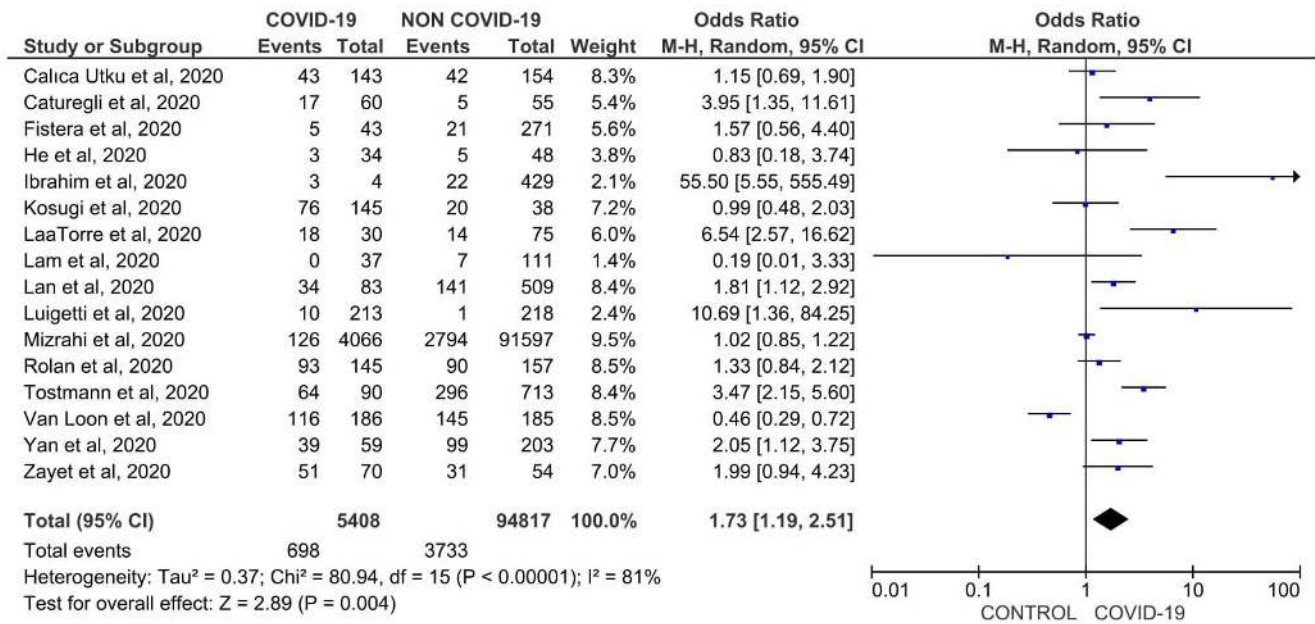 COVID-19 NON COVID-19 Odds Ratio Odds Ratio
Study or Subgroup Events Total Events Total Weight M-H, Random, 95% CI M-H, Random, 95% CI
Calıca Utku et al, 2020 43 143 42 154 8.3% 1.15 [0.69, 1.90]
Caturegli et al, 2020 17 60 5 55 5.4% 3.95 [1.35, 11.61]
Fistera et al, 2020 5 43 21 271 5.6% 1.57 [0.56, 4.40]
He et al, 2020 3 34 5 48 3.8% 0.83 [0.18, 3.74]
Ibrahim et al, 2020 3 4 22 429 2.1% 55.50 [5.55, 555.49]
Kosugi et al, 2020 76 145 20 38 7.2% 0.99 [0.48, 2.03]
LaaTorre et al, 2020 18 30 14 75 6.0% 6.54 [2.57, 16.62]
Lam et al, 2020 0 37 7 111 1.4% 0.19 [0.01, 3.33]
Lan et al, 2020 34 83 141 509 8.4% 1.81 [1.12, 2.92]
Luigetti et al, 2020 10 213 1 218 2.4% 10.69 [1.36, 84.25]
Mizrahi et al, 2020 126 4066 2794 91597 9.5% 1.02 [0.85, 1.22]
Rolan et al, 2020 93 145 90 157 8.5% 1.33 [0.84, 2.12]
Tostmann et al, 2020 64 90 296 713 8.4% 3.47 [2.15, 5.60]
Van Loon et al, 2020 116 186 145 185 8.5% 0.46 [0.29, 0.72]
Yan et al, 2020 39 59 99 203 7.7% 2.05 [1.12, 3.75]
Zayet et al, 2020 51 70 31 54 7.0% 1.99 [0.94, 4.23]
Total (95% CI) 5408 94817 100.0% 1.73 [1.19, 2.51]
Total events 698 3733
Heterogeneity: Tau² = 0.37; Chi² = 80.94, df = 15 (P < 0.00001); I² = 81%
Test for overall effect: Z = 2.89 (P = 0.004)
0.01 0.1 1 10 100
CONTROL COVID-19